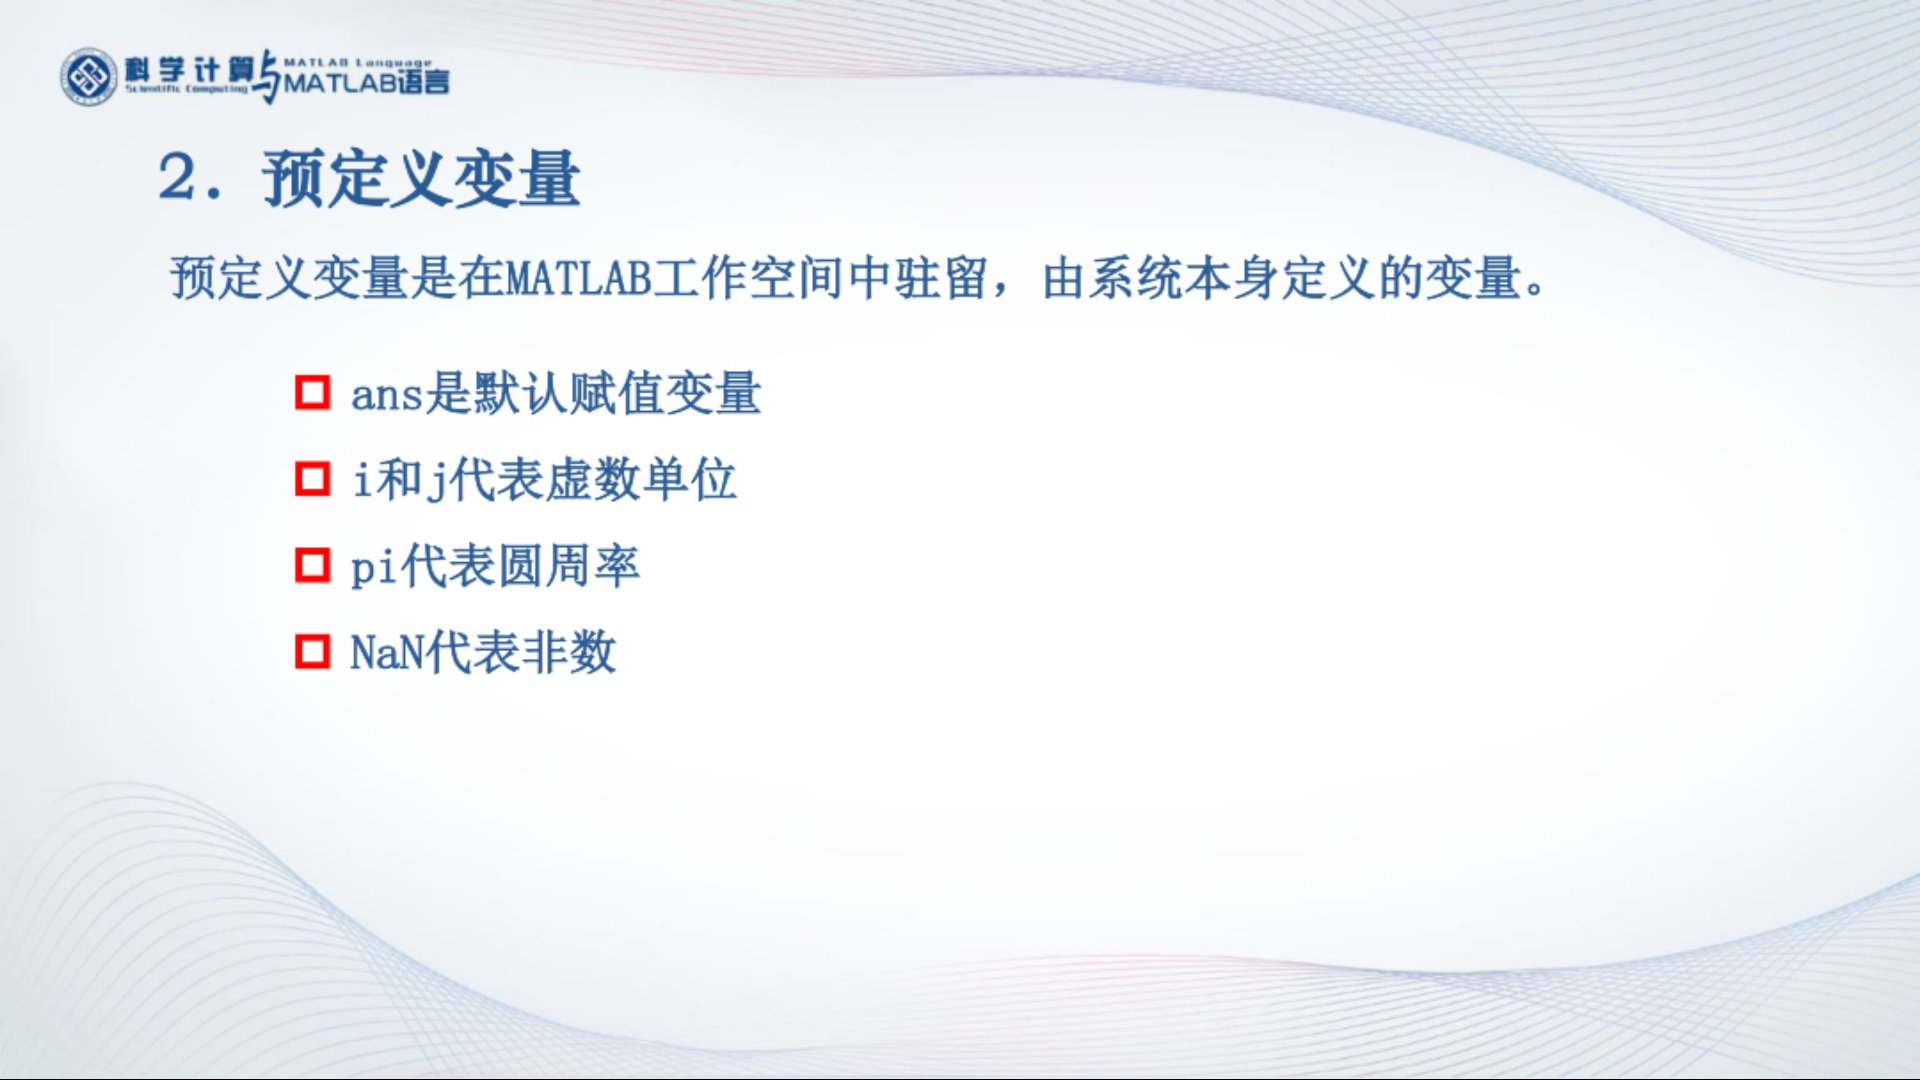 科学计算与MATLAB语言
Scientific Computing MATLAB Language
2. 预定义变量
预定义变量是在MATLAB工作空间中驻留，由系统本身定义的变量。
ans是默认赋值变量
i和j代表虚数单位
pi代表圆周率
NaN代表非数